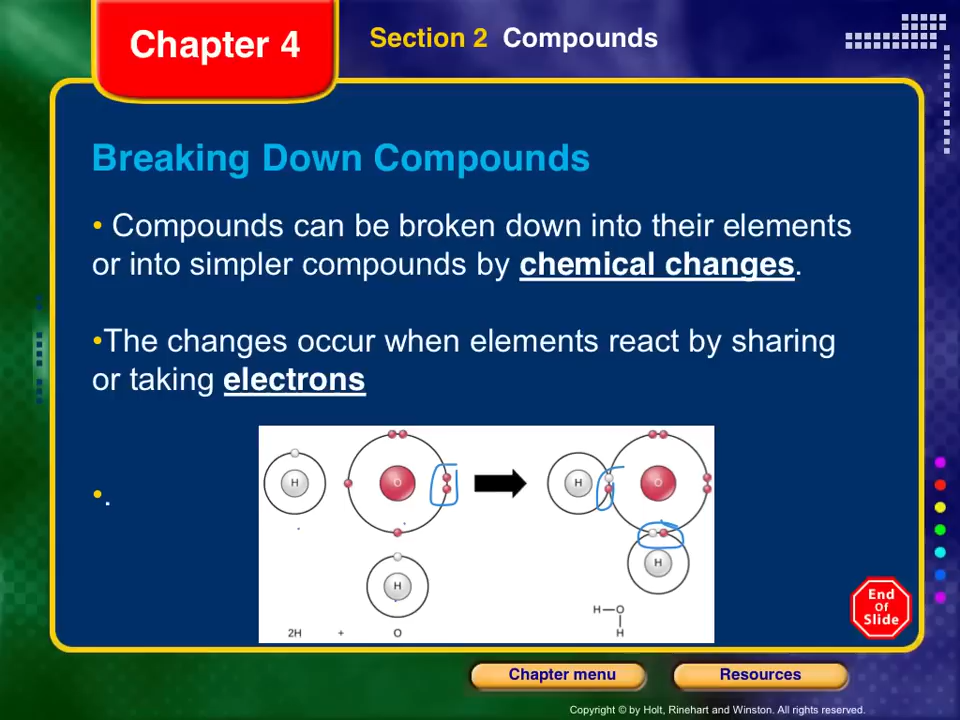 Chapter 4
Section 2 Compounds
Breaking Down Compounds
• Compounds can be broken down into their elements
or into simpler compounds by chemical changes.
•The changes occur when elements react by sharing
or taking electrons
•.
H O H O
H H
H—O
H
2H + O
End
Of
Slide
Chapter menu Resources
Copyright © by Holt, Rinehart and Winston. All rights reserved.